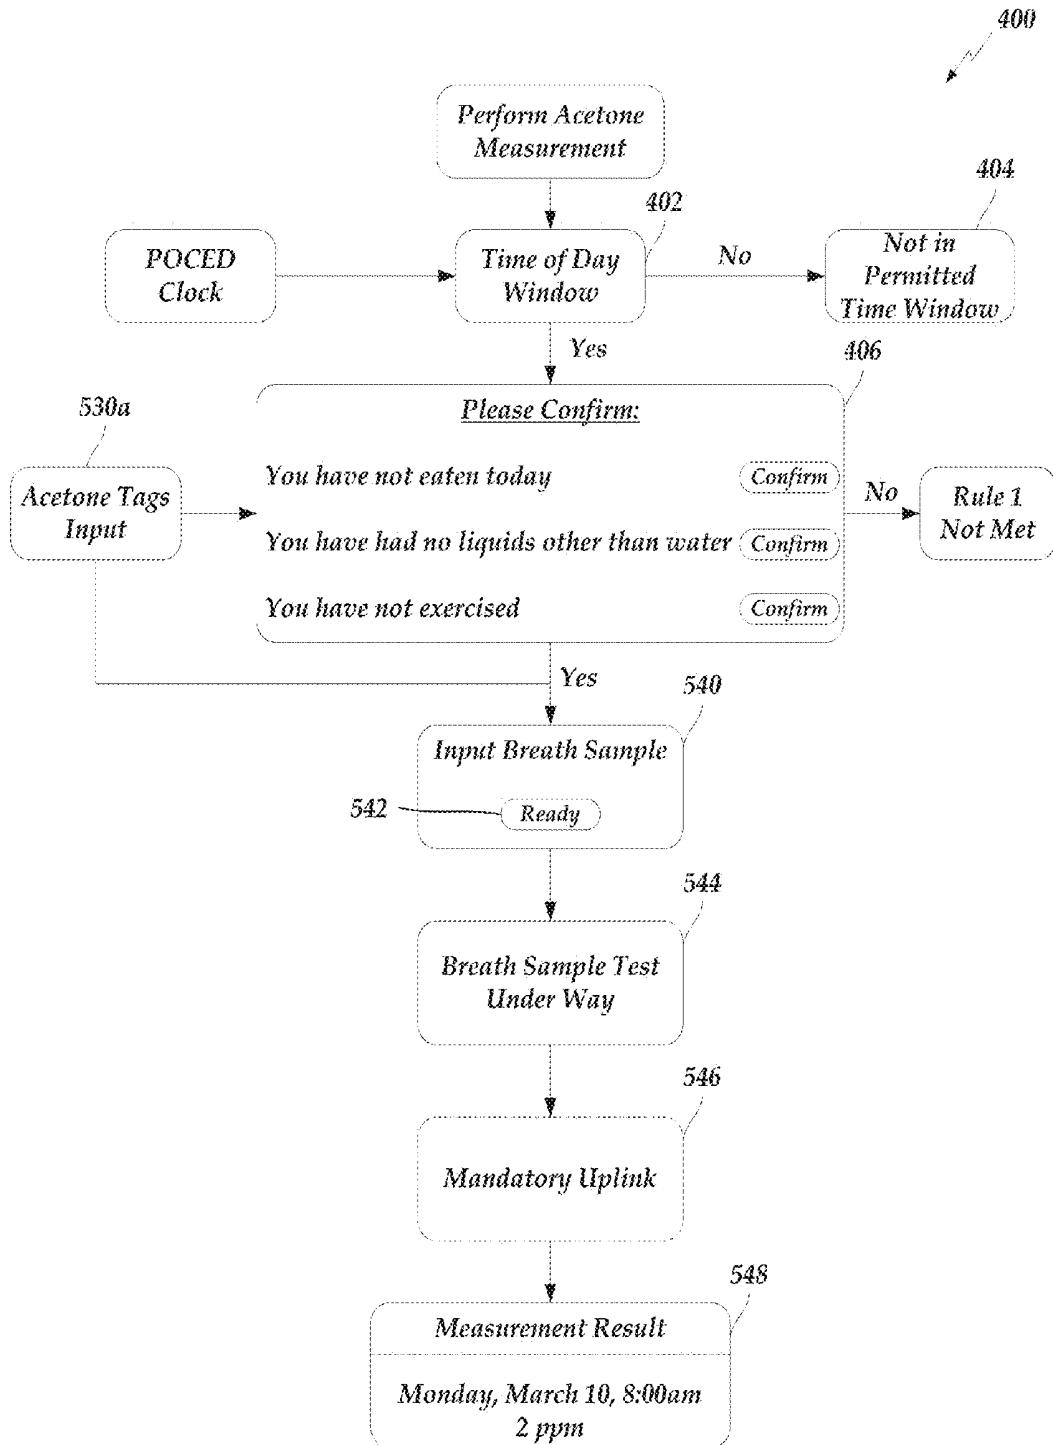 400
Perform Acetone
Measurement
402
404
POCED
Clock
Time of Day
Window
No
Not in
Permitted
Time Window
Yes
406
530a
Please Confirm:
Acetone Tags
Input
You have not eaten today Confirm
You have had no liquids other than water Confirm
You have not exercised Confirm
No
Rule 1
Not Met
Yes
540
Input Breath Sample
542
Ready
544
Breath Sample Test
Under Way
546
Mandatory Uplink
548
Measurement Result
Monday, March 10, 8:00am
2 ppm